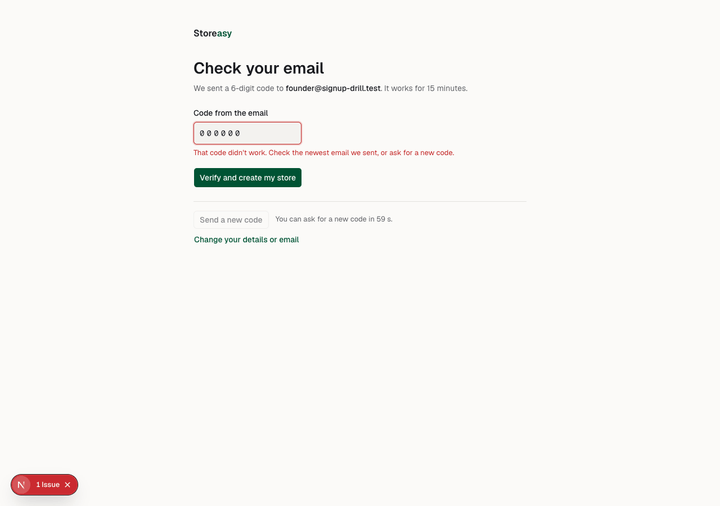 Storeasy
Check your email
We sent a 6-digit code to founder@signup-drill.test. It works for 15 minutes.
Code from the email
000000
That code didn't work. Check the newest email we sent, or ask for a new code.
Verify and create my store
Send a new code
You can ask for a new code in 59 s.
Change your details or email
N
1 Issue